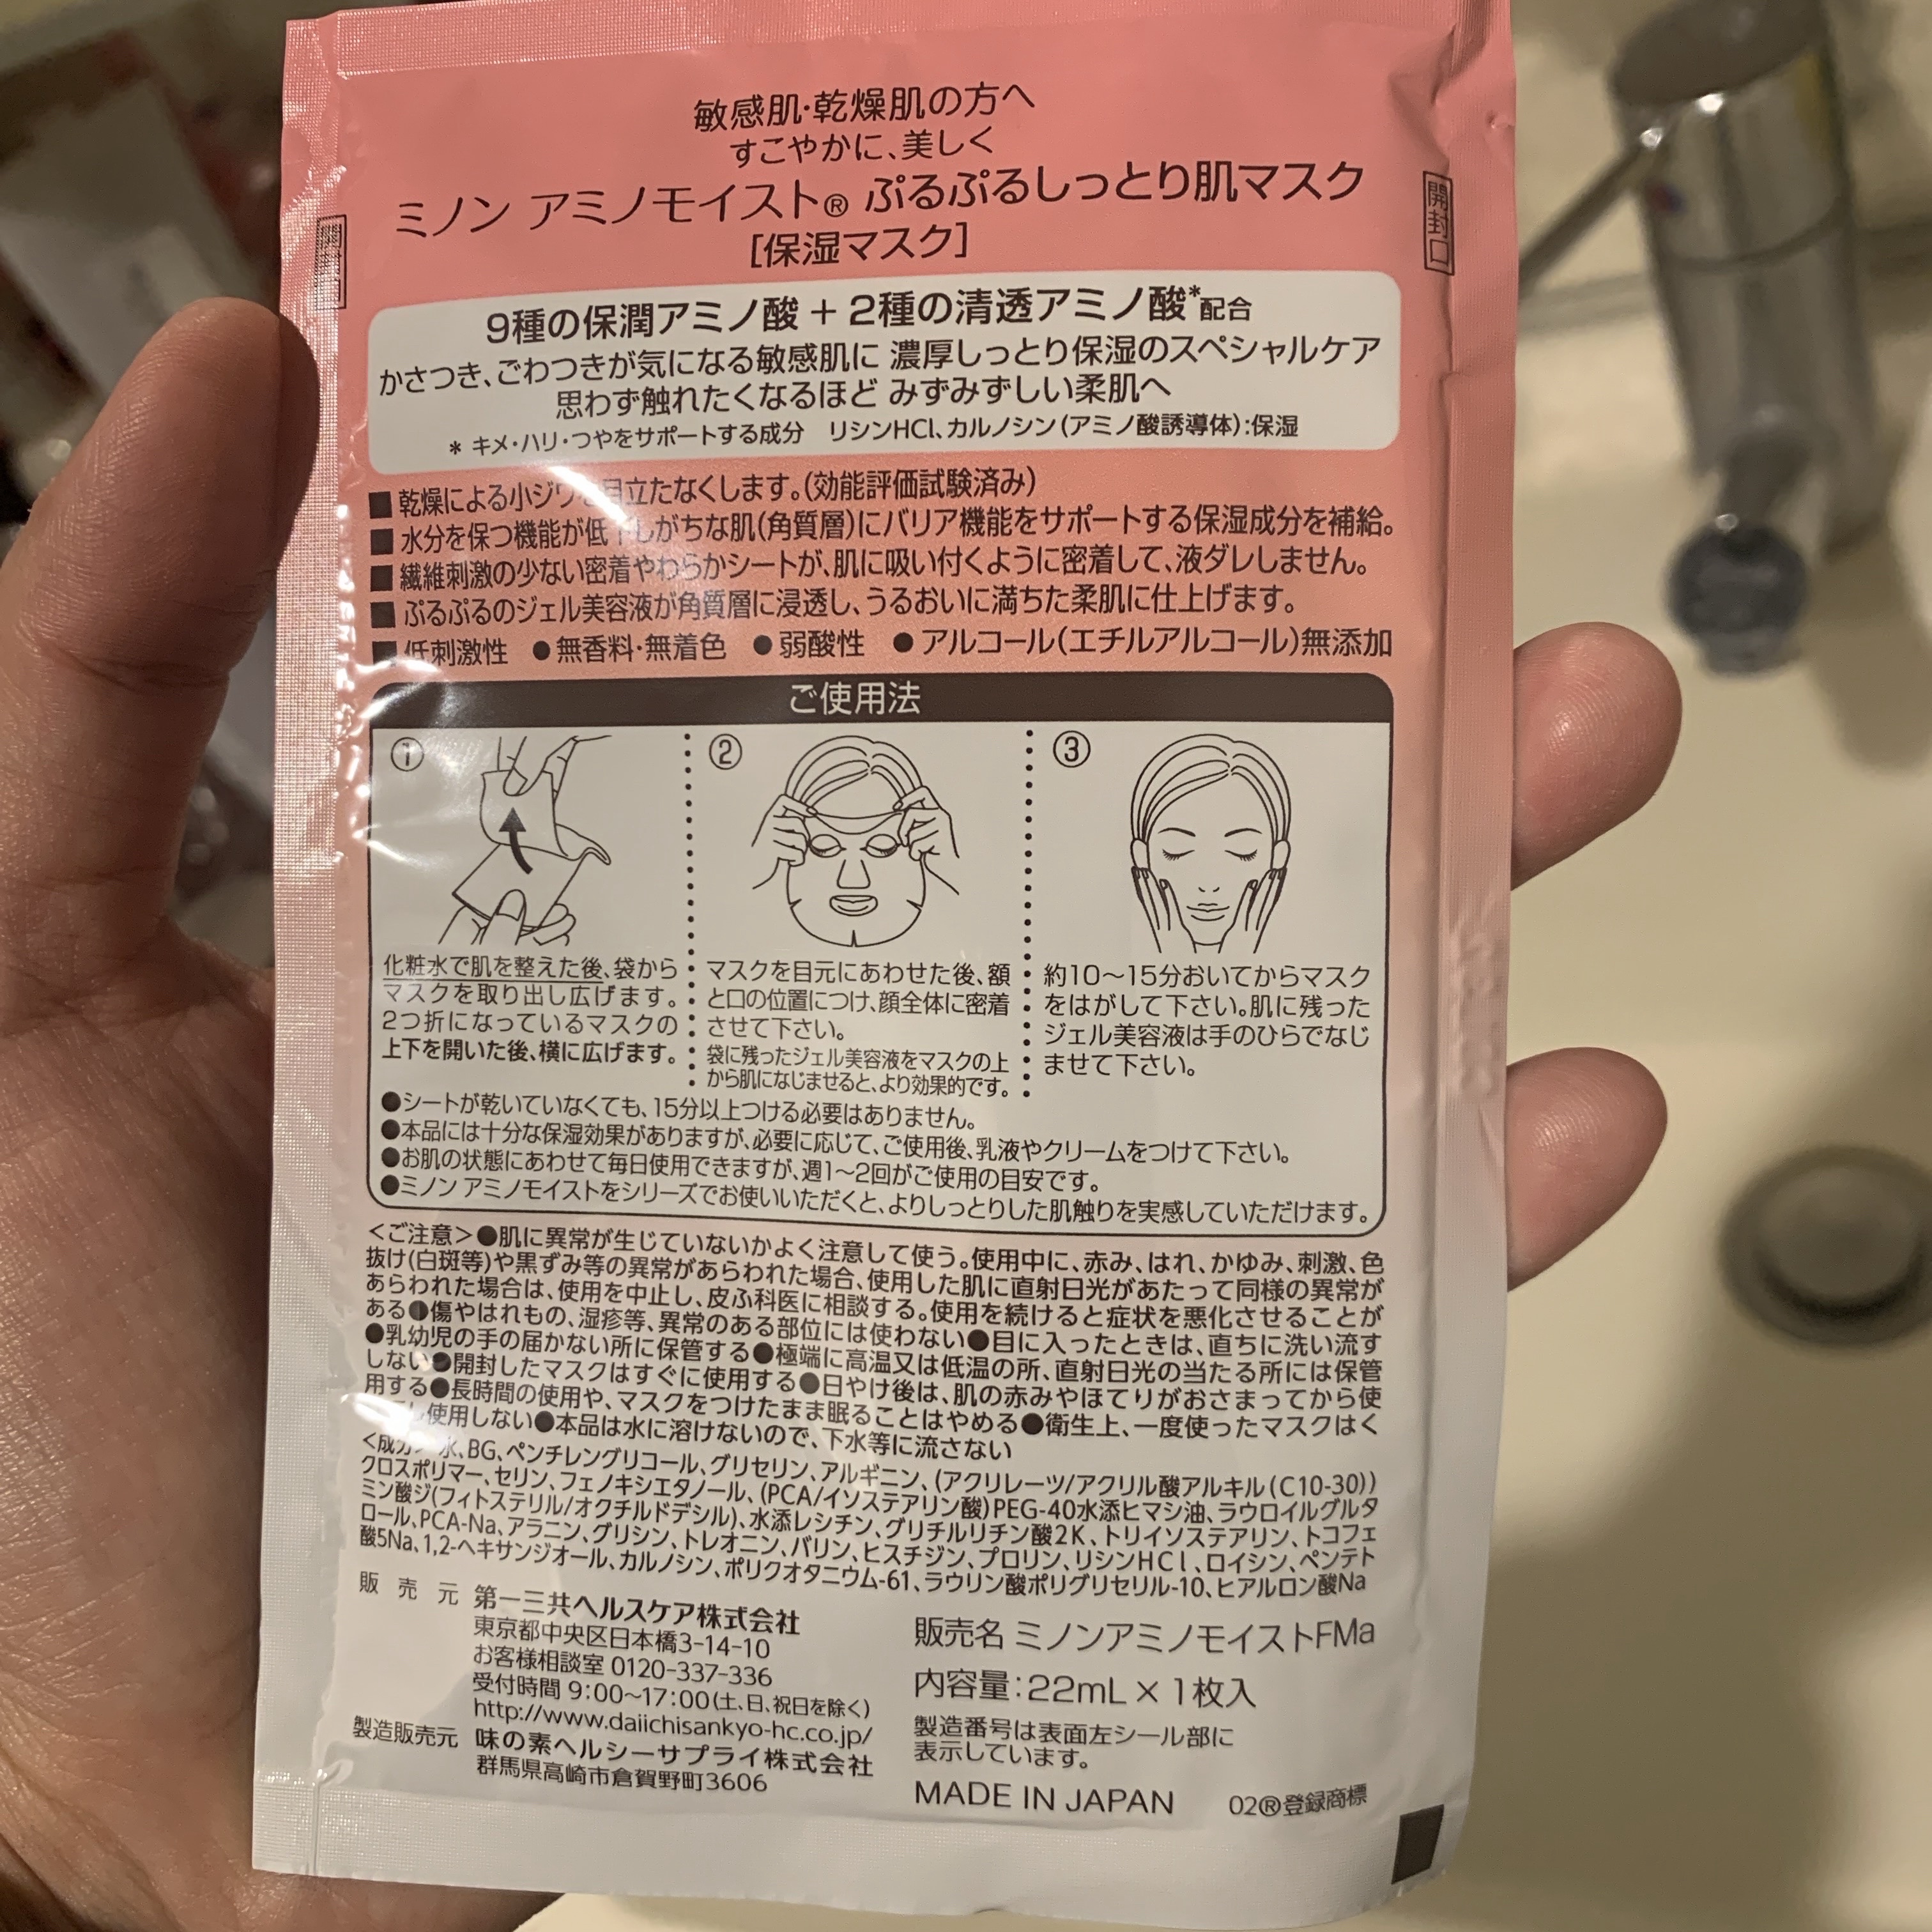 敏感肌・乾燥肌の方へ
すこやかに、美しく
ミノン アミノモイスト® ぷるぷるしっとり肌マスク
[保湿マスク]
開封口
9種の保潤アミノ酸＋2種の清透アミノ酸*配合
かさつき、ごわつきが気になる敏感肌に 濃厚しっとり保湿のスペシャルケア
思わず触れたくなるほど みずみずしい柔肌へ
* キメ・ハリ・つやをサポートする成分　リシンHCl、カルノシン(アミノ酸誘導体):保湿
■ 乾燥による小ジワを目立たなくします。(効能評価試験済み)
■ 水分を保つ機能が低下しがちな肌(角質層)にバリア機能をサポートする保湿成分を補給。
■ 繊維刺激の少ない密着やわらかシートが、肌に吸い付くように密着して、液ダレしません。
■ ぷるぷるのジェル美容液が角質層に浸透し、うるおいに満ちた柔肌に仕上げます。
■ 低刺激性 ●無香料・無着色 ●弱酸性 ●アルコール(エチルアルコール)無添加
ご使用法
①
化粧水で肌を整えた後、袋から
マスクを取り出し広げます。
2つ折になっているマスクの
上下を開いた後、横に広げます。
②
マスクを目元にあわせた後、額
と口の位置につけ、顔全体に密着
させて下さい。
袋に残ったジェル美容液をマスクの上
から肌になじませると、より効果的です。
③
約10～15分おいてからマスク
をはがして下さい。肌に残った
ジェル美容液は手のひらでなじ
ませて下さい。
●シートが乾いていなくても、15分以上つける必要はありません。
●本品には十分な保湿効果がありますが、必要に応じて、ご使用後、乳液やクリームをつけて下さい。
●お肌の状態にあわせて毎日使用できますが、週1～2回がご使用の目安です。
●ミノン アミノモイストをシリーズでお使いいただくと、よりしっとりした肌触りを実感していただけます。
＜ご注意＞●肌に異常が生じていないかよく注意して使う。使用中に、赤み、はれ、かゆみ、刺激、色
抜け(白斑等)や黒ずみ等の異常があらわれた場合、使用した肌に直射日光があたって同様の異常が
あらわれた場合は、使用を中止し、皮ふ科医に相談する。使用を続けると症状を悪化させることが
ある●傷やはれもの、湿疹等、異常のある部位には使わない●目に入ったときは、直ちに洗い流す
●乳幼児の手の届かない所に保管する●極端に高温又は低温の所、直射日光の当たる所には保管
しない●開封したマスクはすぐに使用する●日やけ後は、肌の赤みやほてりがおさまってから使
用する●長時間の使用や、マスクをつけたまま眠ることはやめる●衛生上、一度使ったマスクはく
し使用しない●本品は水に溶けないので、下水等に流さない
＜成分＞水、BG、ペンチレングリコール、グリセリン、アルギニン、(アクリレーツ/アクリル酸アルキル(C10-30))
クロスポリマー、セリン、フェノキシエタノール、(PCA/イソステアリン酸)PEG-40水添ヒマシ油、ラウロイルグルタ
ミン酸ジ(フィトステリル/オクチルドデシル)、水添レシチン、グリチルリチン酸2K、トリイソステアリン、トコフェ
ロール、PCA-Na、アラニン、グリシン、トレオニン、バリン、ヒスチジン、プロリン、リシンHCl、ロイシン、ペンテト
酸5Na、1,2-ヘキサンジオール、カルノシン、ポリクオタニウム-61、ラウリン酸ポリグリセリル-10、ヒアルロン酸Na
販売元 第一三共ヘルスケア株式会社
東京都中央区日本橋3-14-10
お客様相談室 0120-337-336
受付時間 9:00～17:00(土、日、祝日を除く)
http://www.daiichisankyo-hc.co.jp/
製造販売元 味の素ヘルシーサプライ株式会社
群馬県高崎市倉賀野町3606
販売名 ミノンアミノモイストFMa
内容量:22mL×1枚入
製造番号は表面左シール部に
表示しています。
MADE IN JAPAN
02®登録商標